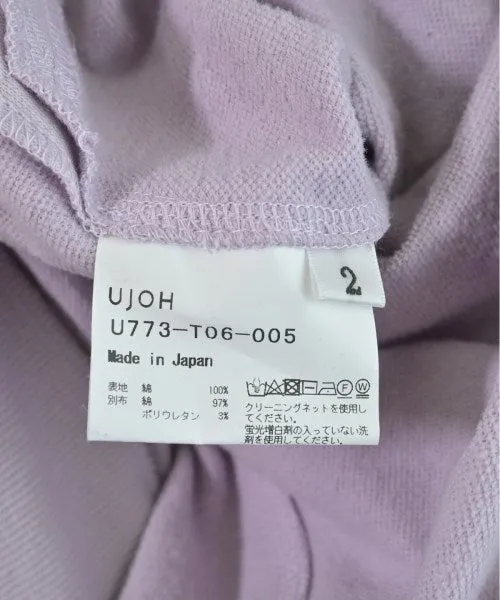 2
UJOH
U773-T06-005
Made in Japan
表地 綿 100%
別布 綿 97%
ポリウレタン 3%
F W
クリーニングネットを使用し
てください。
蛍光増白剤の入っていない洗
剤を使用してください。